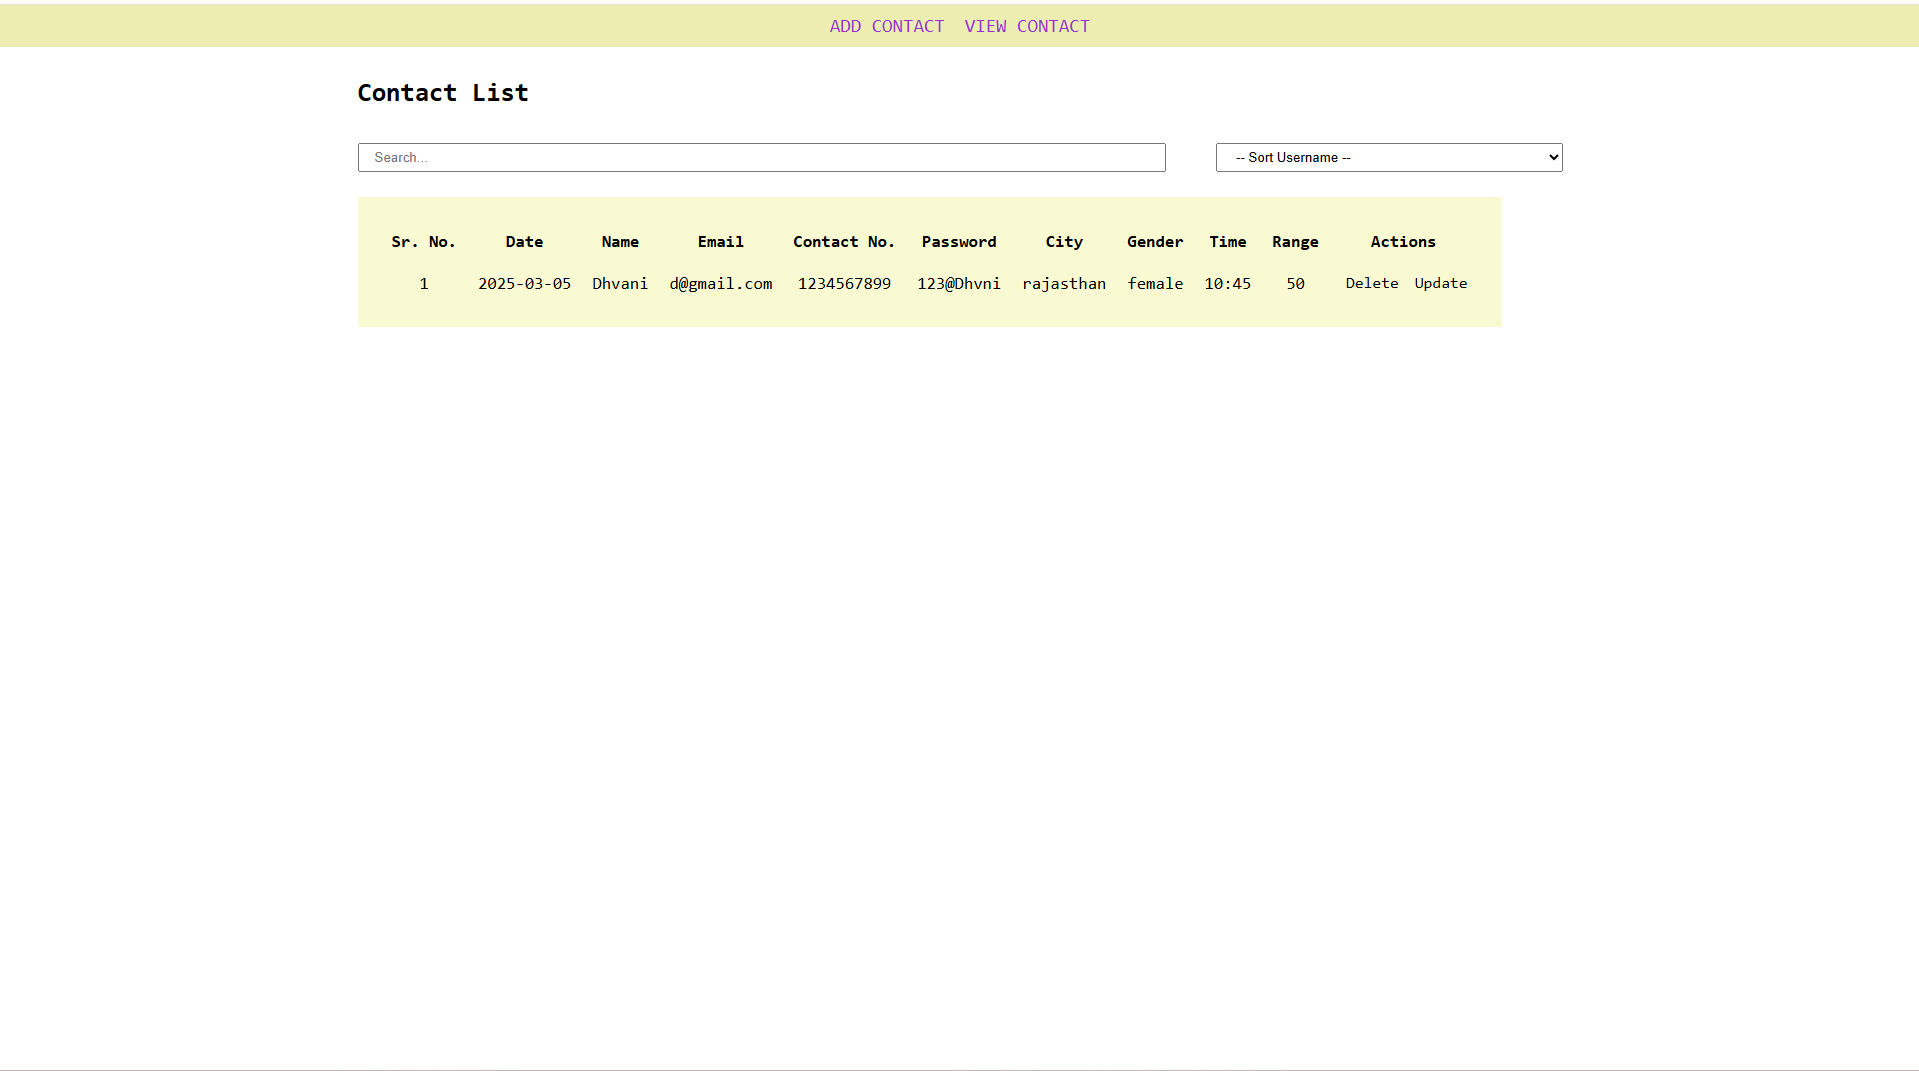 ADD CONTACT VIEW CONTACT
Contact List
Search... -- Sort Username --
Sr. No. Date Name Email Contact No. Password City Gender Time Range Actions
1 2025-03-05 Dhvani d@gmail.com 1234567899 123@Dhvni rajasthan female 10:45 50 Delete Update